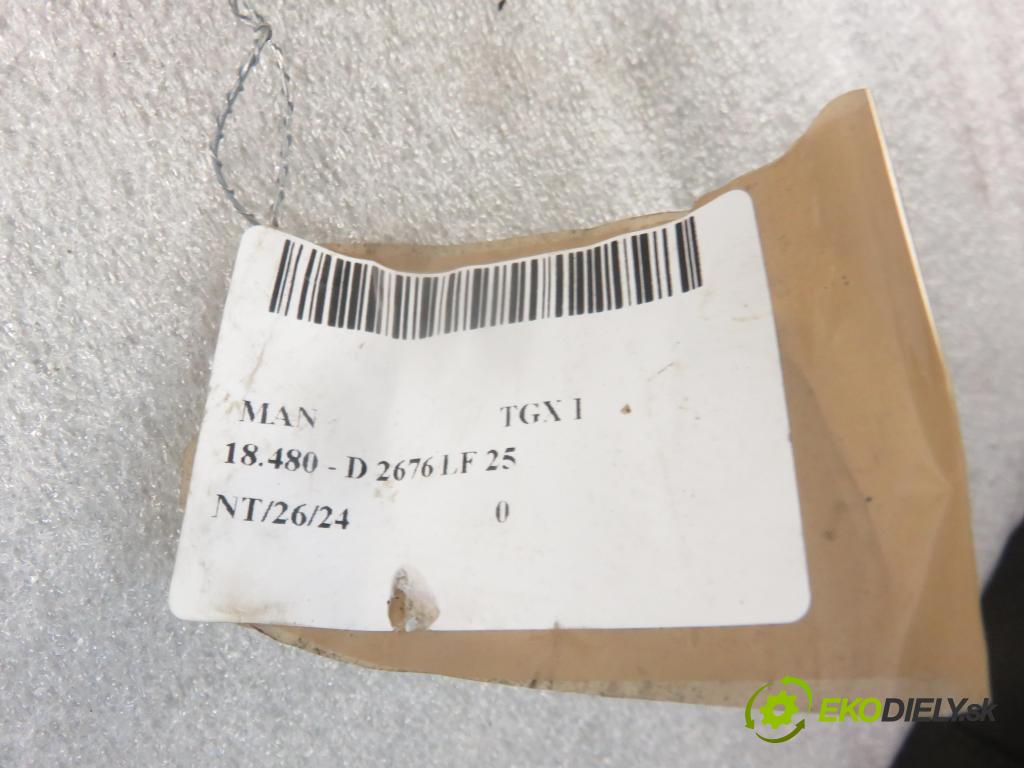 MAN TGX I
18.480 - D 2676 LF 25
NT/26/24 0
EKODIELY.sk